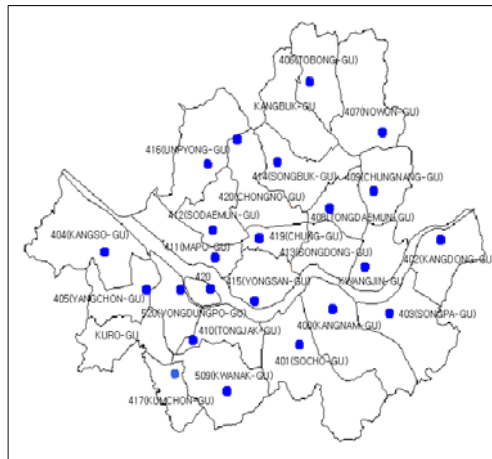 406(TOBONG-GU)
KANGBUK-GU
407(NOWON-GU)
416(UNPYONG-GU)
414(SONGBUK-GU)
409(CHUNGNANG-GU)
420(CHONGNO-GU)
412(SODAEMUN-GU)
408(TONGDAEMUN-GU)
404(KANGSO-GU)
419(CHUNG-GU)
411(MAPO-GU)
413(SONGDONG-GU)
402(KANGDONG-GU)
KWANGJIN-GU
420
415(YONGSAN-GU)
405(YANGCHON-GU)
520(YONGDUNGPO-GU)
403(SONGPA-GU)
400(KANGNAM-GU)
KURO-GU
410(TONGJAK-GU)
401(SOCHO-GU)
509(KWANAK-GU)
417(KUMCHON-GU)